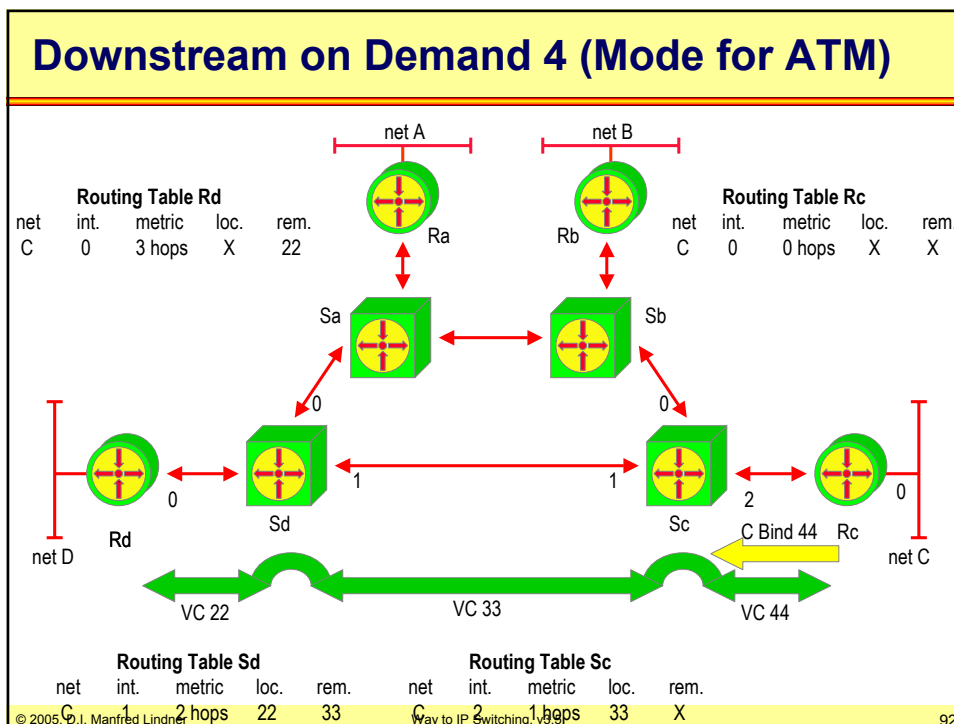 Downstream on Demand 4 (Mode for ATM)
net A
net B
Routing Table Rd
net int. metric loc. rem.
C 0 3 hops X 22
Routing Table Rc
net int. metric loc. rem.
C 0 0 hops X X
Ra
Rb
Sa
Sb
0
0
0
1
1
2
0
Rd
Sd
Sc
Rc
net D
net C
C Bind 44
VC 22
VC 33
VC 44
Routing Table Sd
net int. metric loc. rem.
C 1 2 hops 22 33
Routing Table Sc
net int. metric loc. rem.
C 2 1 hops 33 X
© 2005, D.I. Manfred Lindner
Way to IP Switching, v3.5
92